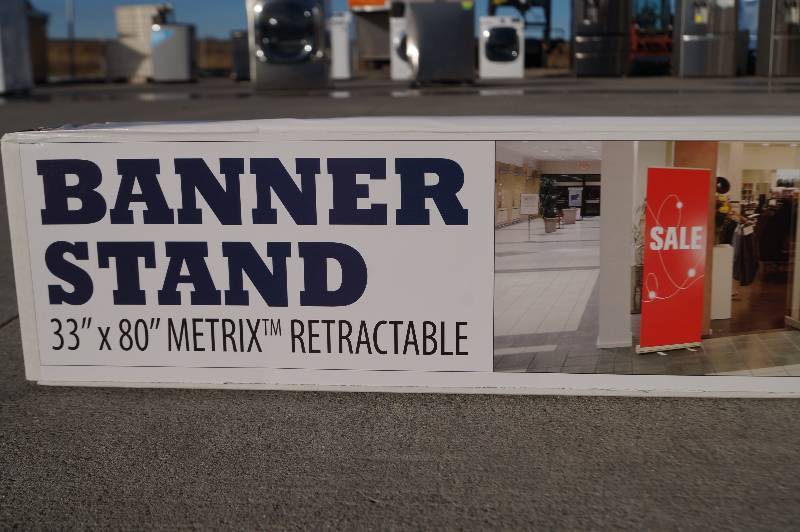 BANNER
STAND
33" x 80" METRIX™ RETRACTABLE
SALE